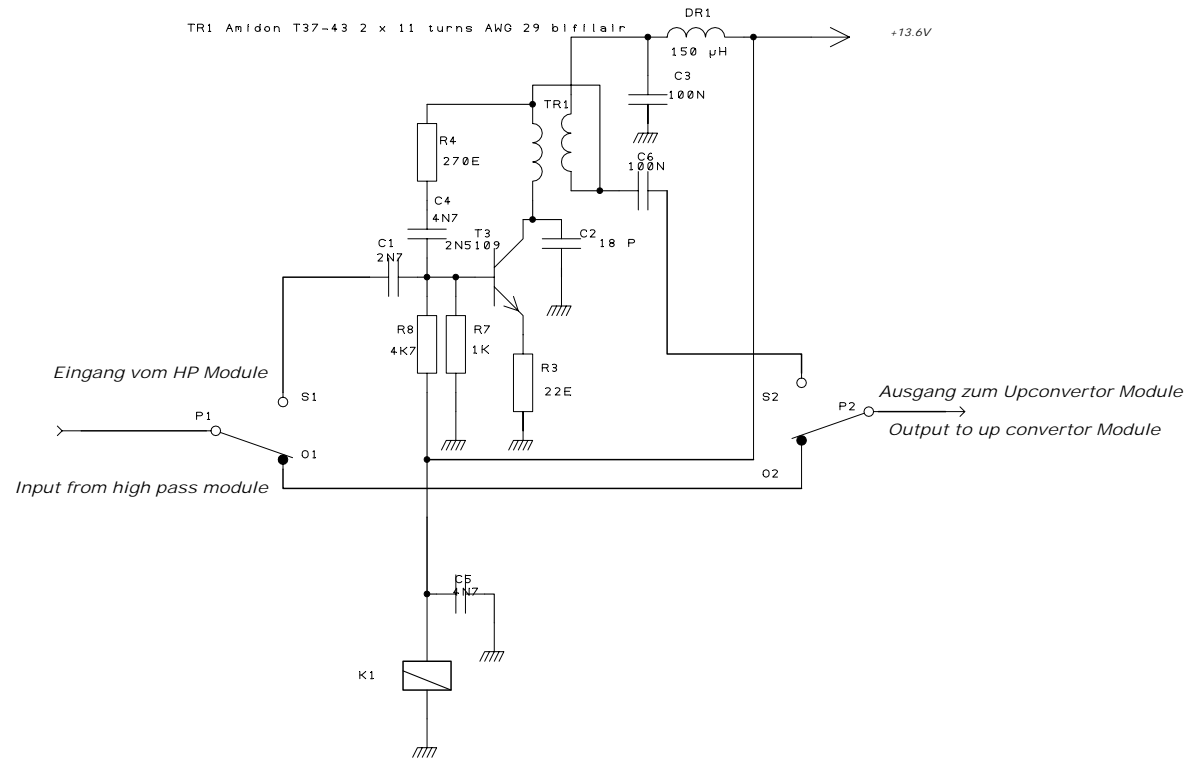 DR1
TR1 Amidon T37-43 2 x 11 turns AWG 29 bifilair
+13.6V
150 µH
C3
100N
TR1
R4
270E
C6
100N
C4
4N7
T3
2N5109
C2
18 P
C1
2N7
R8
4K7
R7
1K
R3
22E
Eingang vom HP Module
S1
S2
Ausgang zum Upconvertor Module
P1
P2
Output to up convertor Module
O1
O2
Input from high pass module
C5
4N7
K1